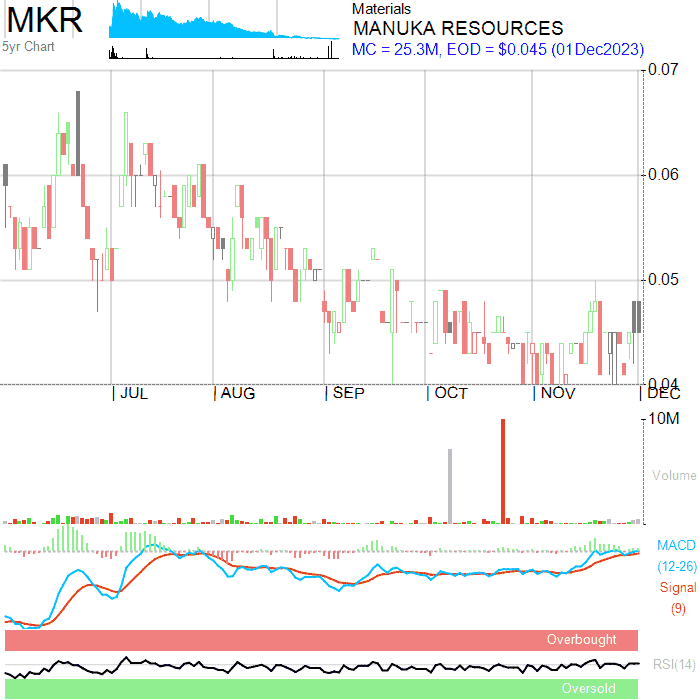 MKR
5yr Chart
Materials
MANUKA RESOURCES
MC = 25.3M, EOD = $0.045 (01Dec2023)
0.07
0.06
0.05
0.04
JUL AUG SEP OCT NOV DEC
10M
Volume
MACD
(12-26)
Signal
(9)
Overbought
RSI(14)
Oversold